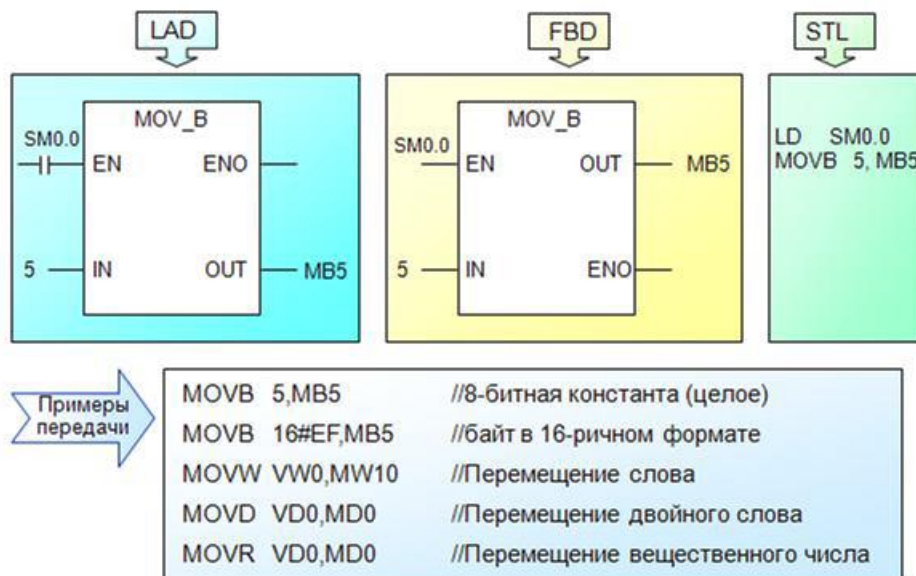 LAD
FBD
STL
MOV_B
SM0.0
EN ENO
5 IN OUT MB5
MOV_B
SM0.0
EN OUT MB5
5 IN ENO
LD SM0.0
MOVB 5, MB5
Примеры
передачи
MOVB 5,MB5 //8-битная константа (целое)
MOVB 16#EF,MB5 //байт в 16-ричном формате
MOVW VW0,MW10 //Перемещение слова
MOVD VD0,MD0 //Перемещение двойного слова
MOVR VD0,MD0 //Перемещение вещественного числа